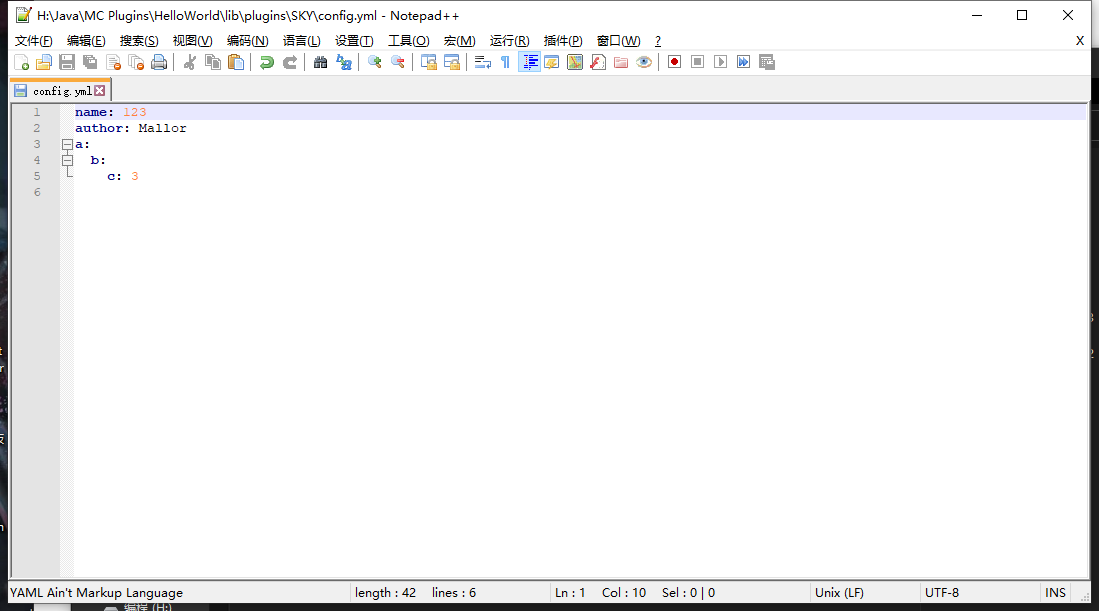 H:\Java\MC Plugins\HelloWorld\lib\plugins\SKY\config.yml - Notepad++
文件(F) 编辑(E) 搜索(S) 视图(V) 编码(N) 语言(L) 设置(T) 工具(O) 宏(M) 运行(R) 插件(P) 窗口(W) ? X
config.yml
1 name: 123
2 author: Mallor
3 a:
4 b:
5 c: 3
6
YAML Ain't Markup Language length : 42 lines : 6 Ln : 1 Col : 10 Sel : 0 | 0 Unix (LF) UTF-8 INS
编程 (H:)